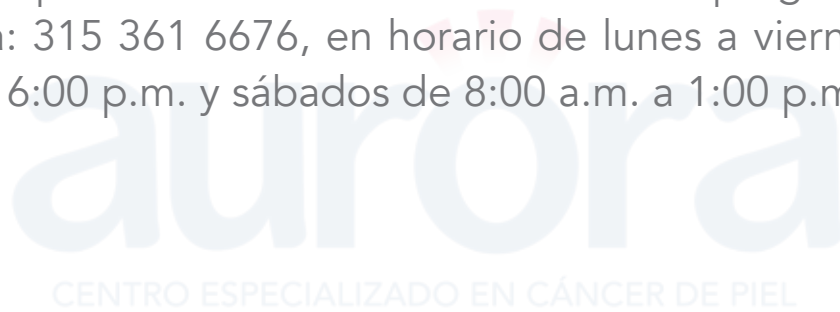 : 315 361 6676, en horario de lunes a viern
6:00 p.m. y sábados de 8:00 a.m. a 1:00 p.m
aurora
CENTRO ESPECIALIZADO EN CÁNCER DE PIEL